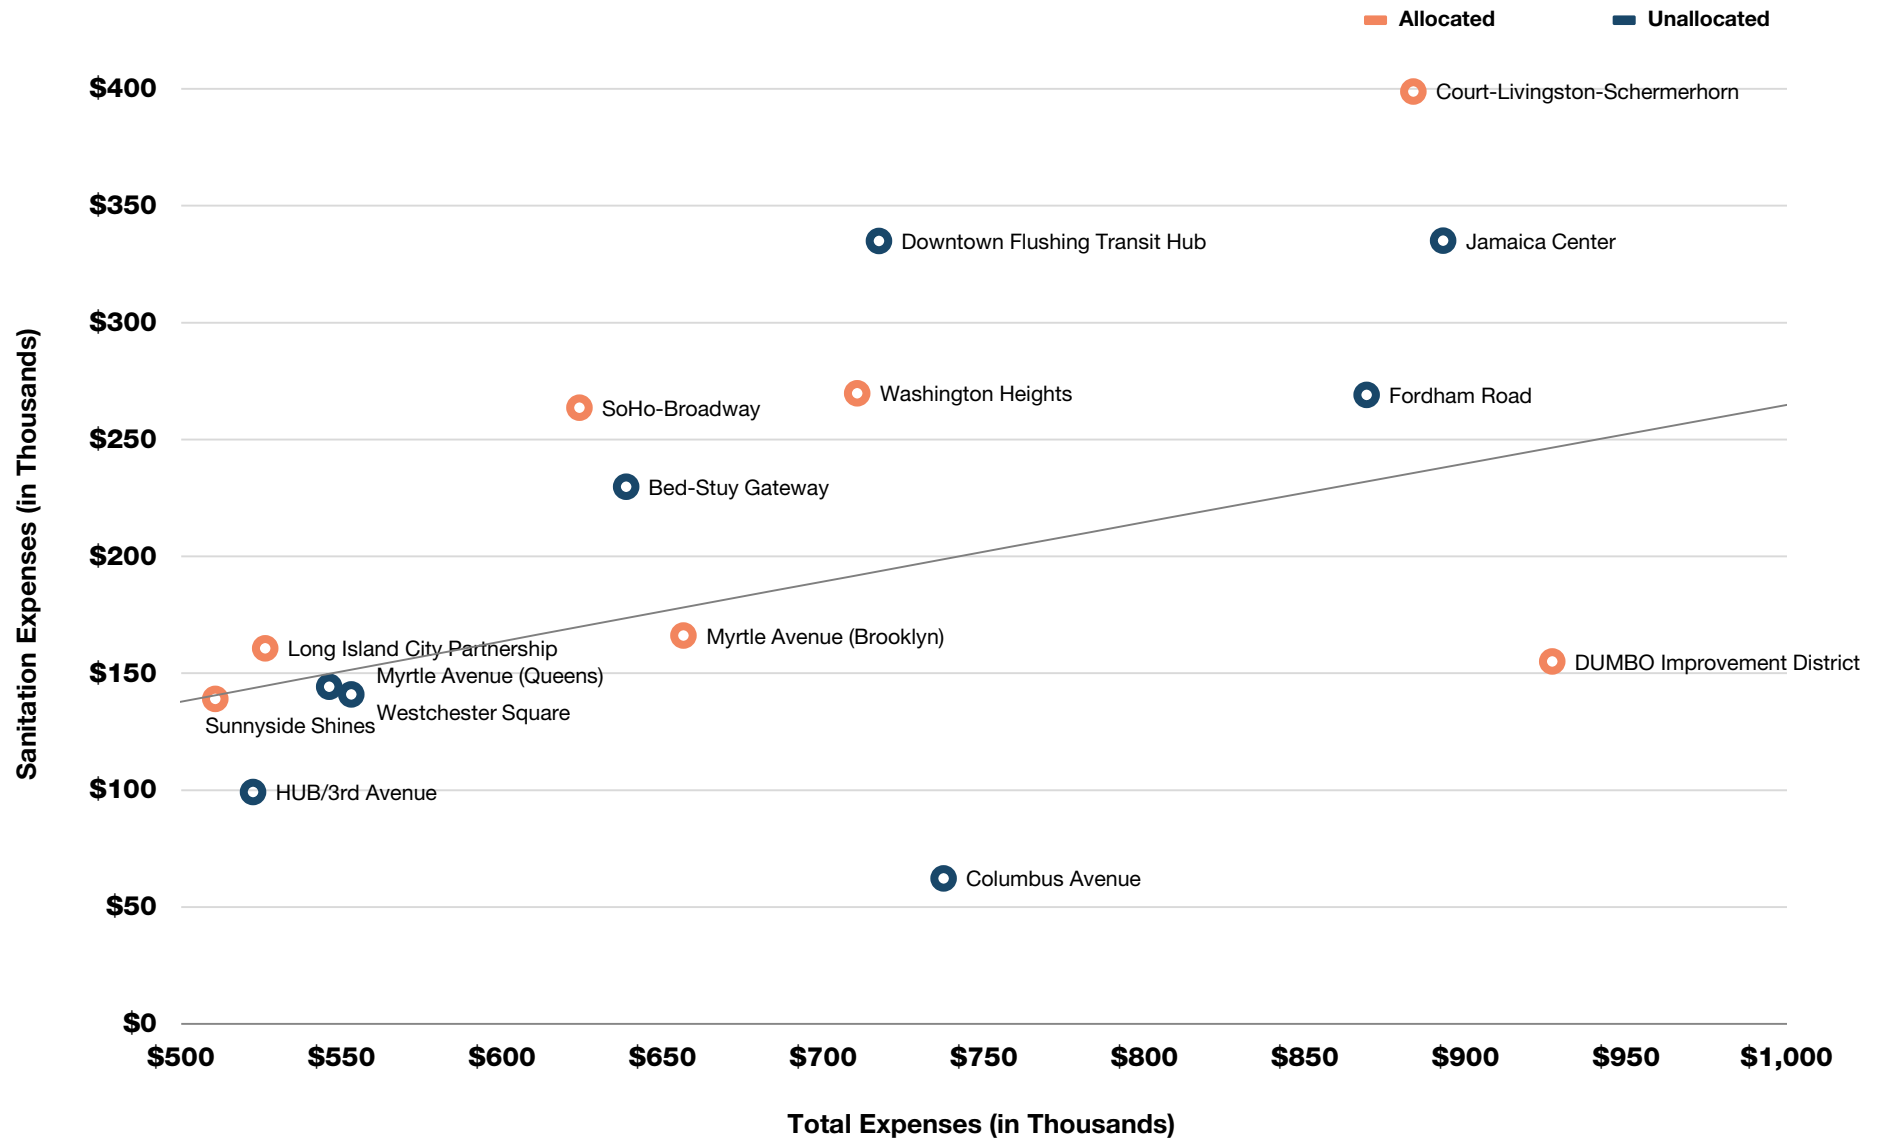 Allocated
Unallocated
$400
Court-Livingston-Schermerhorn
$350
Downtown Flushing Transit Hub
Jamaica Center
$300
Washington Heights
Fordham Road
SoHo-Broadway
$250
Bed-Stuy Gateway
$200
Myrtle Avenue (Brooklyn)
Long Island City Partnership
DUMBO Improvement District
$150
Myrtle Avenue (Queens)
Westchester Square
Sunnyside Shines
$100
HUB/3rd Avenue
Columbus Avenue
$50
$0
Sanitation Expenses (in Thousands)
$500
$550
$600
$650
$700
$750
$800
$850
$900
$950
$1,000
Total Expenses (in Thousands)